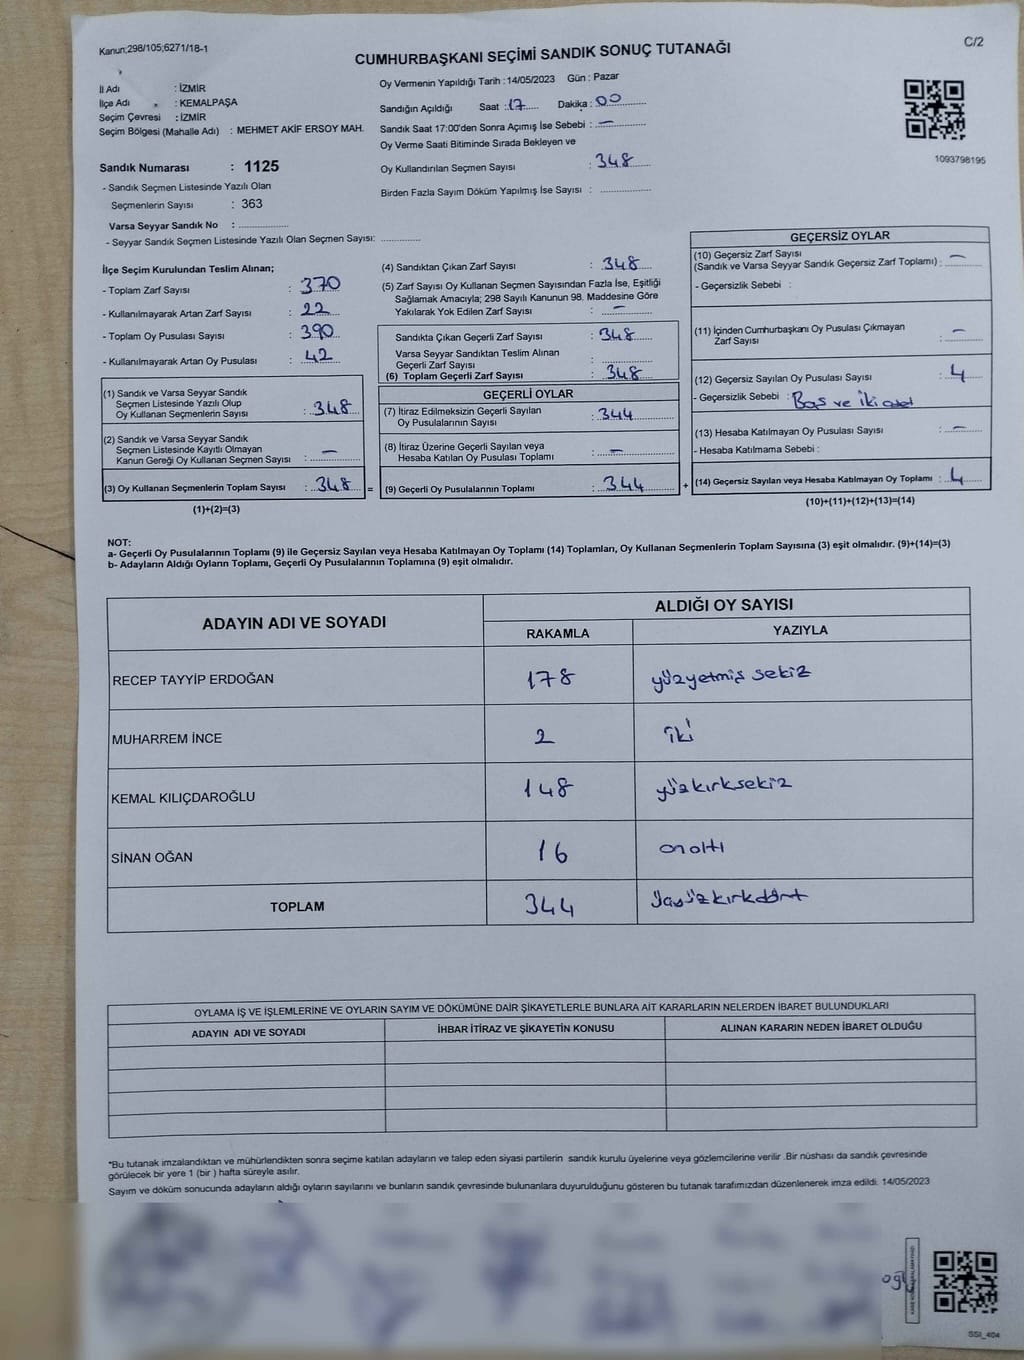 Kanun;298/105;6271/18-1
C/2
CUMHURBAŞKANI SEÇİMİ SANDIK SONUÇ TUTANAĞI
İl Adı : İZMİR
İlçe Adı : KEMALPAŞA
Seçim Çevresi : İZMİR
Seçim Bölgesi (Mahalle Adı) : MEHMET AKİF ERSOY MAH.
Sandık Numarası : 1125
- Sandık Seçmen Listesinde Yazılı Olan
Seçmenlerin Sayısı : 363
Varsa Seyyar Sandık No : ..................
- Seyyar Sandık Seçmen Listesinde Yazılı Olan Seçmen Sayısı: ..............
Oy Vermenin Yapıldığı Tarih : 14/05/2023 Gün : Pazar
Sandığın Açıldığı Saat : 17 Dakika : 00
Sandık Saat 17:00'den Sonra Açımış İse Sebebi : —
Oy Verme Saati Bitiminde Sırada Bekleyen ve
Oy Kullandırılan Seçmen Sayısı : 348
Birden Fazla Sayım Döküm Yapılmış İse Sayısı : ..................
1093798195
İlçe Seçim Kurulundan Teslim Alınan;
- Toplam Zarf Sayısı : 370
- Kullanılmayarak Artan Zarf Sayısı : 22
- Toplam Oy Pusulası Sayısı : 390
- Kullanılmayarak Artan Oy Pusulası : 42
(1) Sandık ve Varsa Seyyar Sandık
Seçmen Listesinde Yazılı Olup
Oy Kullanan Seçmenlerin Sayısı : 348
(2) Sandık ve Varsa Seyyar Sandık
Seçmen Listesinde Kayıtlı Olmayan
Kanun Gereği Oy Kullanan Seçmen Sayısı : —
(3) Oy Kullanan Seçmenlerin Toplam Sayısı : 348 =
(1)+(2)=(3)
(4) Sandıktan Çıkan Zarf Sayısı : 348
(5) Zarf Sayısı Oy Kullanan Seçmen Sayısından Fazla İse, Eşitliği
Sağlamak Amacıyla; 298 Sayılı Kanunun 98. Maddesine Göre
Yakılarak Yok Edilen Zarf Sayısı : —
Sandıkta Çıkan Geçerli Zarf Sayısı : 348
Varsa Seyyar Sandıktan Teslim Alınan
Geçerli Zarf Sayısı : ..................
(6) Toplam Geçerli Zarf Sayısı : 348
GEÇERLİ OYLAR
(7) İtiraz Edilmeksizin Geçerli Sayılan
Oy Pusulalarının Sayısı : 344
(8) İtiraz Üzerine Geçerli Sayılan veya
Hesaba Katılan Oy Pusulası Toplamı : —
(9) Geçerli Oy Pusulalarının Toplamı : 344 +
GEÇERSİZ OYLAR
(10) Geçersiz Zarf Sayısı
(Sandık ve Varsa Seyyar Sandık Geçersiz Zarf Toplamı) : —
- Geçersizlik Sebebi :
(11) İçinden Cumhurbaşkanı Oy Pusulası Çıkmayan
Zarf Sayısı : —
(12) Geçersiz Sayılan Oy Pusulası Sayısı : 4
- Geçersizlik Sebebi : Boş ve iki adet
(13) Hesaba Katılmayan Oy Pusulası Sayısı : —
- Hesaba Katılmama Sebebi :
(14) Geçersiz Sayılan veya Hesaba Katılmayan Oy Toplamı : 4
(10)+(11)+(12)+(13)=(14)
NOT:
a- Geçerli Oy Pusulalarının Toplamı (9) ile Geçersiz Sayılan veya Hesaba Katılmayan Oy Toplamı (14) Toplamları, Oy Kullanan Seçmenlerin Toplam Sayısına (3) eşit olmalıdır. (9)+(14)=(3)
b- Adayların Aldığı Oyların Toplamı, Geçerli Oy Pusulalarının Toplamına (9) eşit olmalıdır.
ADAYIN ADI VE SOYADI ALDIĞI OY SAYISI
RAKAMLA YAZIYLA
RECEP TAYYİP ERDOĞAN 178 yüzyetmiş sekiz
MUHARREM İNCE 2 iki
KEMAL KILIÇDAROĞLU 148 yüzkırksekiz
SİNAN OĞAN 16 onaltı
TOPLAM 344 üçyüzkırkdört
OYLAMA İŞ VE İŞLEMLERİNE VE OYLARIN SAYIM VE DÖKÜMÜNE DAİR ŞİKAYETLERLE BUNLARA AİT KARARLARIN NELERDEN İBARET BULUNDUKLARI
ADAYIN ADI VE SOYADI İHBAR İTİRAZ VE ŞİKAYETİN KONUSU ALINAN KARARIN NEDEN İBARET OLDUĞU
*Bu tutanak imzalandıktan ve mühürlendikten sonra seçime katılan adayların ve talep eden siyasi partilerin sandık kurulu üyelerine veya gözlemcilerine verilir .Bir nüshası da sandık çevresinde
görülecek bir yere 1 (bir ) hafta süreyle asılır.
Sayım ve döküm sonucunda adayların aldığı oyların sayılarını ve bunların sandık çevresinde bulunanlara duyurulduğunu gösteren bu tutanak tarafımızdan düzenlenerek imza edildi. 14/05/2023
SSI_404